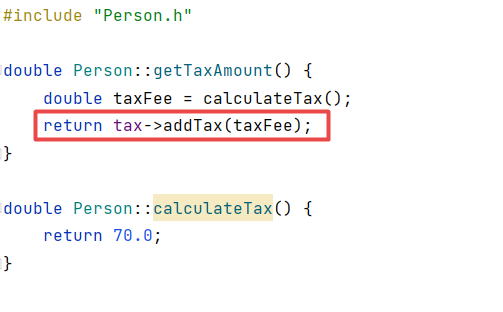 #include "Person.h"
double Person::getTaxAmount() {
    double taxFee = calculateTax();
    return tax->addTax(taxFee);
}
double Person::calculateTax() {
    return 70.0;
}